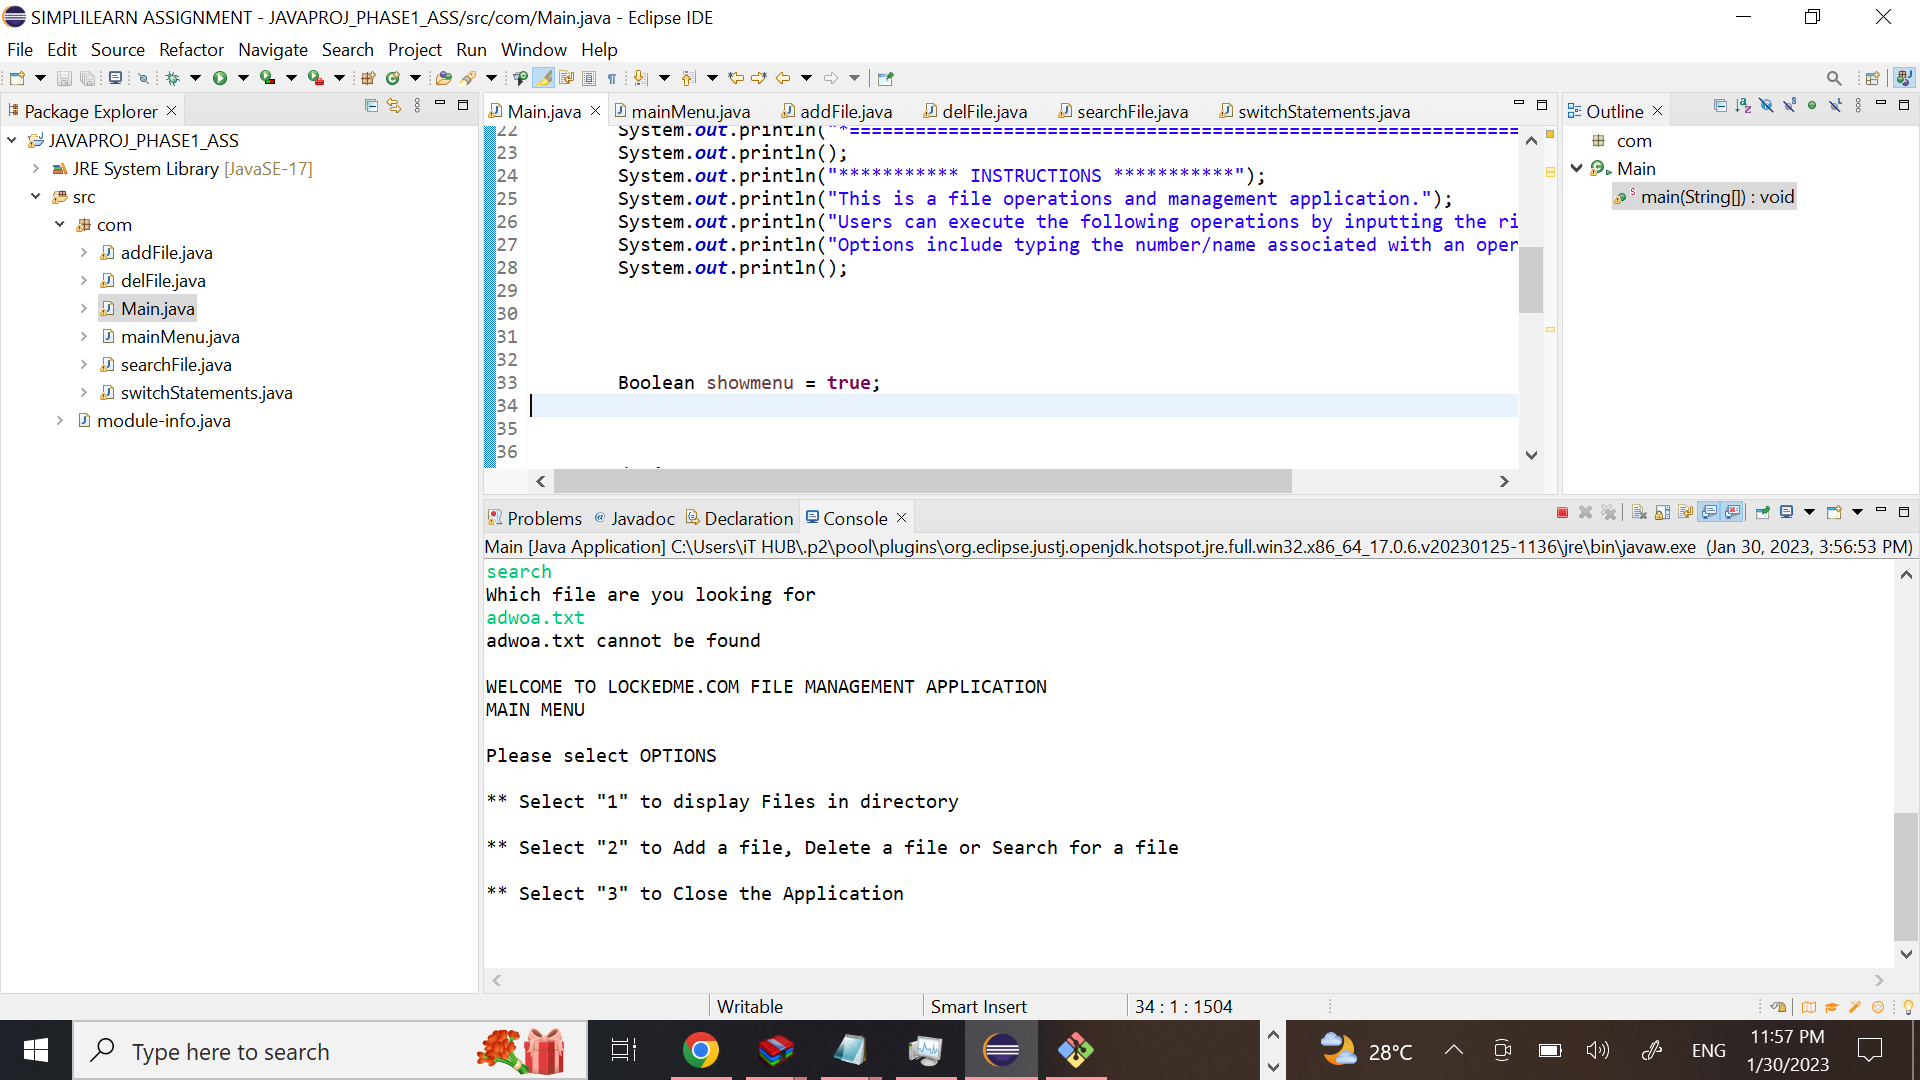 SIMPLILEARN ASSIGNMENT - JAVAPROJ_PHASE1_ASS/src/com/Main.java - Eclipse IDE
File Edit Source Refactor Navigate Search Project Run Window Help
Package Explorer
JAVAPROJ_PHASE1_ASS
JRE System Library [JavaSE-17]
src
com
addFile.java
delFile.java
Main.java
mainMenu.java
searchFile.java
switchStatements.java
module-info.java
Main.java mainMenu.java addFile.java delFile.java searchFile.java switchStatements.java
22 System.out.println("*=============================================================
23 System.out.println();
24 System.out.println("*********** INSTRUCTIONS ***********");
25 System.out.println("This is a file operations and management application.");
26 System.out.println("Users can execute the following operations by inputting the ri
27 System.out.println("Options include typing the number/name associated with an oper
28 System.out.println();
29
30
31
32
33 Boolean showmenu = true;
34
35
36
Outline
com
Main
main(String[]) : void
Problems @ Javadoc Declaration Console
Main [Java Application] C:\Users\iT HUB\.p2\pool\plugins\org.eclipse.justj.openjdk.hotspot.jre.full.win32.x86_64_17.0.6.v20230125-1136\jre\bin\javaw.exe (Jan 30, 2023, 3:56:53 PM)
search
Which file are you looking for
adwoa.txt
adwoa.txt cannot be found
WELCOME TO LOCKEDME.COM FILE MANAGEMENT APPLICATION
MAIN MENU
Please select OPTIONS
** Select "1" to display Files in directory
** Select "2" to Add a file, Delete a file or Search for a file
** Select "3" to Close the Application
Writable Smart Insert 34 : 1 : 1504
Type here to search
28°C
ENG
11:57 PM
1/30/2023